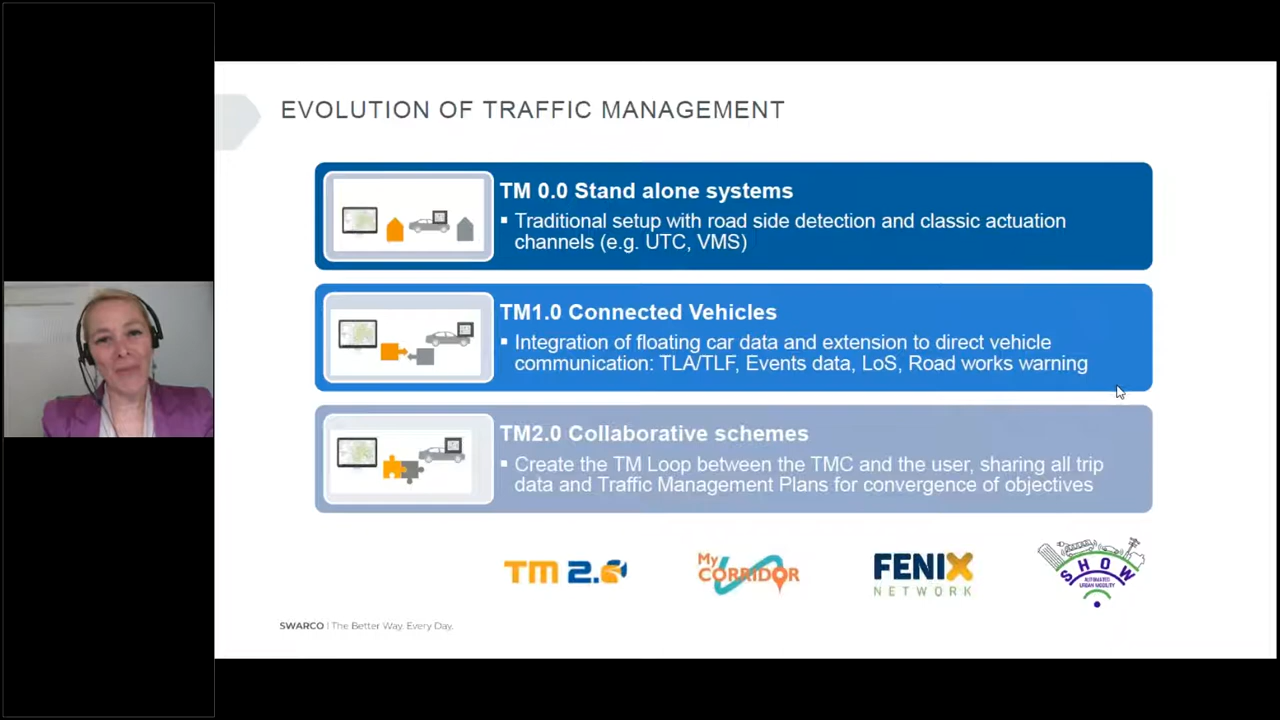 EVOLUTION OF TRAFFIC MANAGEMENT
TM 0.0 Stand alone systems
▪ Traditional setup with road side detection and classic actuation
channels (e.g. UTC, VMS)
TM1.0 Connected Vehicles
▪ Integration of floating car data and extension to direct vehicle
communication: TLA/TLF, Events data, LoS, Road works warning
TM2.0 Collaborative schemes
▪ Create the TM Loop between the TMC and the user, sharing all trip
data and Traffic Management Plans for convergence of objectives
TM 2.0
My
CORRIDOR
FENIX
NETWORK
SHOW
AUTOMATED
URBAN MOBILITY
SWARCO | The Better Way. Every Day.